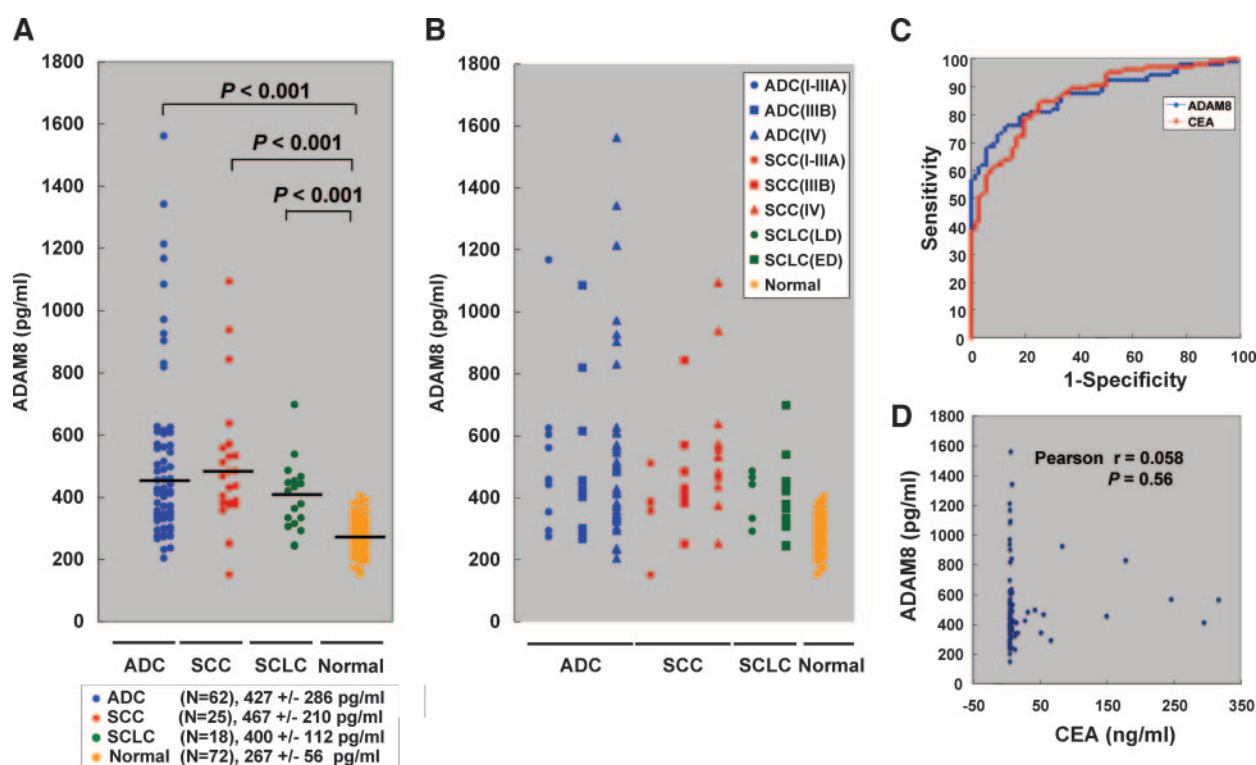 A
1800
1600
1400
1200
1000
800
600
400
200
0
ADAM8 (pg/ml)
P < 0.001
P < 0.001
P < 0.001
ADC SCC SCLC Normal
ADC (N=62), 427 +/- 286 pg/ml
SCC (N=25), 467 +/- 210 pg/ml
SCLC (N=18), 400 +/- 112 pg/ml
Normal (N=72), 267 +/- 56 pg/ml
B
1800
1600
1400
1200
1000
800
600
400
200
0
ADAM8 (pg/ml)
ADC(I-IIIA)
ADC(IIIB)
ADC(IV)
SCC(I-IIIA)
SCC(IIIB)
SCC(IV)
SCLC(LD)
SCLC(ED)
Normal
ADC SCC SCLC Normal
C
100
90
80
70
60
50
40
30
20
10
0
Sensitivity
ADAM8
CEA
0 20 40 60 80 100
1-Specificity
D
1800
1600
1400
1200
1000
800
600
400
200
0
ADAM8 (pg/ml)
Pearson r = 0.058
P = 0.56
-50 50 150 250 350
CEA (ng/ml)